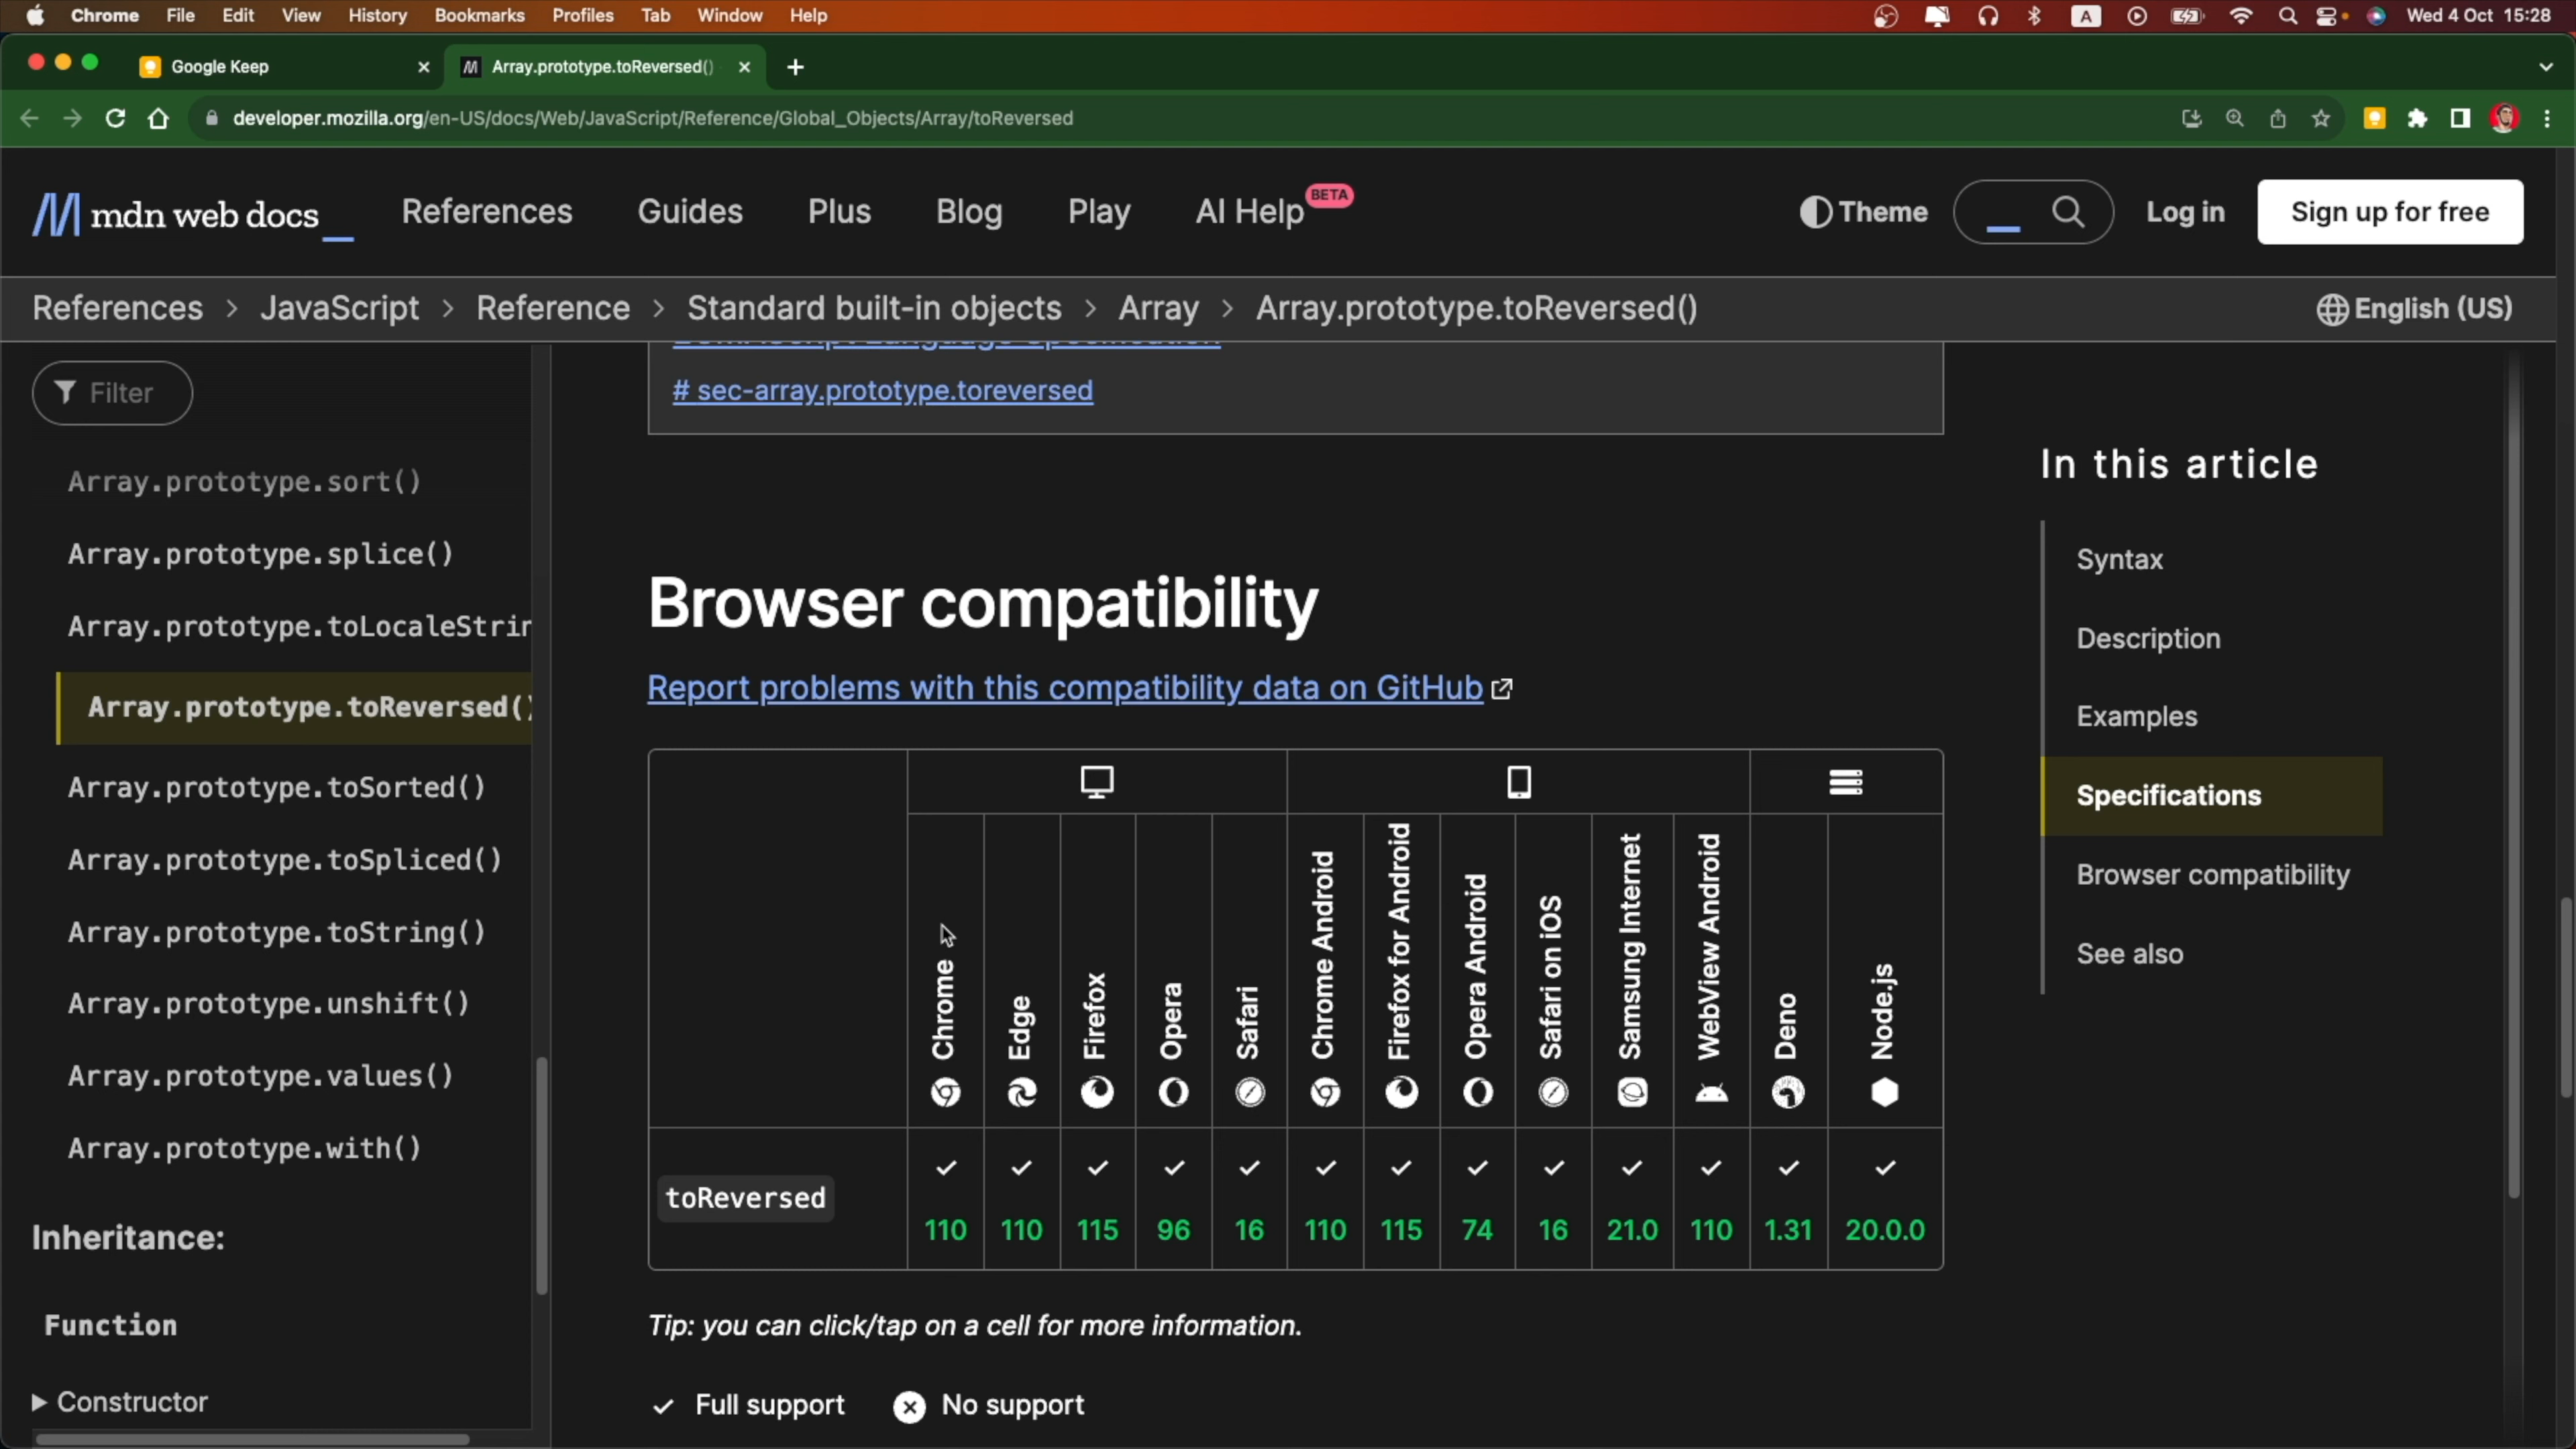 Chrome File Edit View History Bookmarks Profiles Tab Window Help A Wed 4 Oct 15:28
Google Keep Array.prototype.toReversed()
developer.mozilla.org/en-US/docs/Web/JavaScript/Reference/Global_Objects/Array/toReversed
mdn web docs_ References Guides Plus Blog Play AI Help BETA Theme Log in Sign up for free
References > JavaScript > Reference > Standard built-in objects > Array > Array.prototype.toReversed() English (US)
Filter
Array.prototype.sort()
Array.prototype.splice()
Array.prototype.toLocaleStrin
Array.prototype.toReversed()
Array.prototype.toSorted()
Array.prototype.toSpliced()
Array.prototype.toString()
Array.prototype.unshift()
Array.prototype.values()
Array.prototype.with()
Inheritance:
Function
Constructor
# sec-array.prototype.toreversed
Browser compatibility
Report problems with this compatibility data on GitHub
Chrome
Edge
Firefox
Opera
Safari
Chrome Android
Firefox for Android
Opera Android
Safari on iOS
Samsung Internet
WebView Android
Deno
Node.js
toReversed
110 110 115 96 16 110 115 74 16 21.0 110 1.31 20.0.0
Tip: you can click/tap on a cell for more information.
Full support No support
In this article
Syntax
Description
Examples
Specifications
Browser compatibility
See also